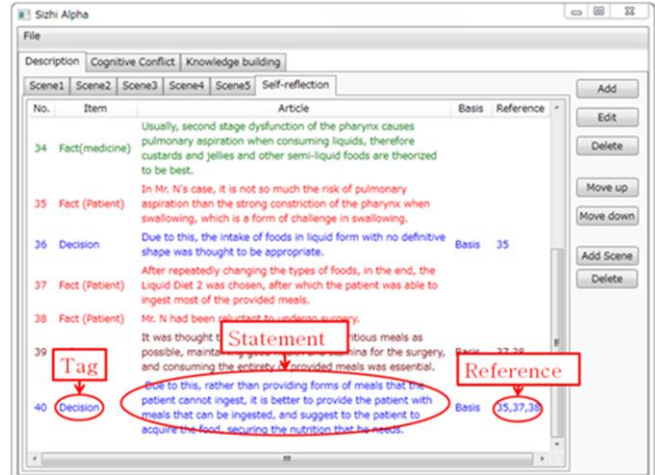 Sizhi Alpha
File
Description Cognitive Conflict Knowledge building
Scene1 Scene2 Scene3 Scene4 Scene5 Self-reflection
No. Item Article Basis Reference
Usually, second stage dysfunction of the pharynx causes
34 Fact(medicine) pulmonary aspiration when consuming liquids, therefore
custards and jellies and other semi-liquid foods are theorized
to be best.
In Mr. N's case, it is not so much the risk of pulmonary
35 Fact (Patient) aspiration than the strong constriction of the pharynx when
swallowing, which is a form of challenge in swallowing.
36 Decision Due to this, the intake of foods in liquid form with no definitive Basis 35
shape was thought to be appropriate.
After repeatedly changing the types of foods, in the end, the
37 Fact (Patient) Liquid Diet 2 was chosen, after which the patient was able to
ingest most of the provided meals.
38 Fact (Patient) Mr. N had been reluctant to undergo surgery.
It was thought ritious meals as
39 possible, for the surgery, Basis 37,38
and consuming the entirety of provided meals was essential.
Tag
Statement
Reference
Due to this, rather than providing forms of meals that the
patient cannot ingest, it is better to provide the patient with
40 Decision meals that can be ingested, and suggest to the patient to Basis 35,37,38
acquire the food, securing the nutrition that he needs.
Add
Edit
Delete
Move up
Move down
Add Scene
Delete